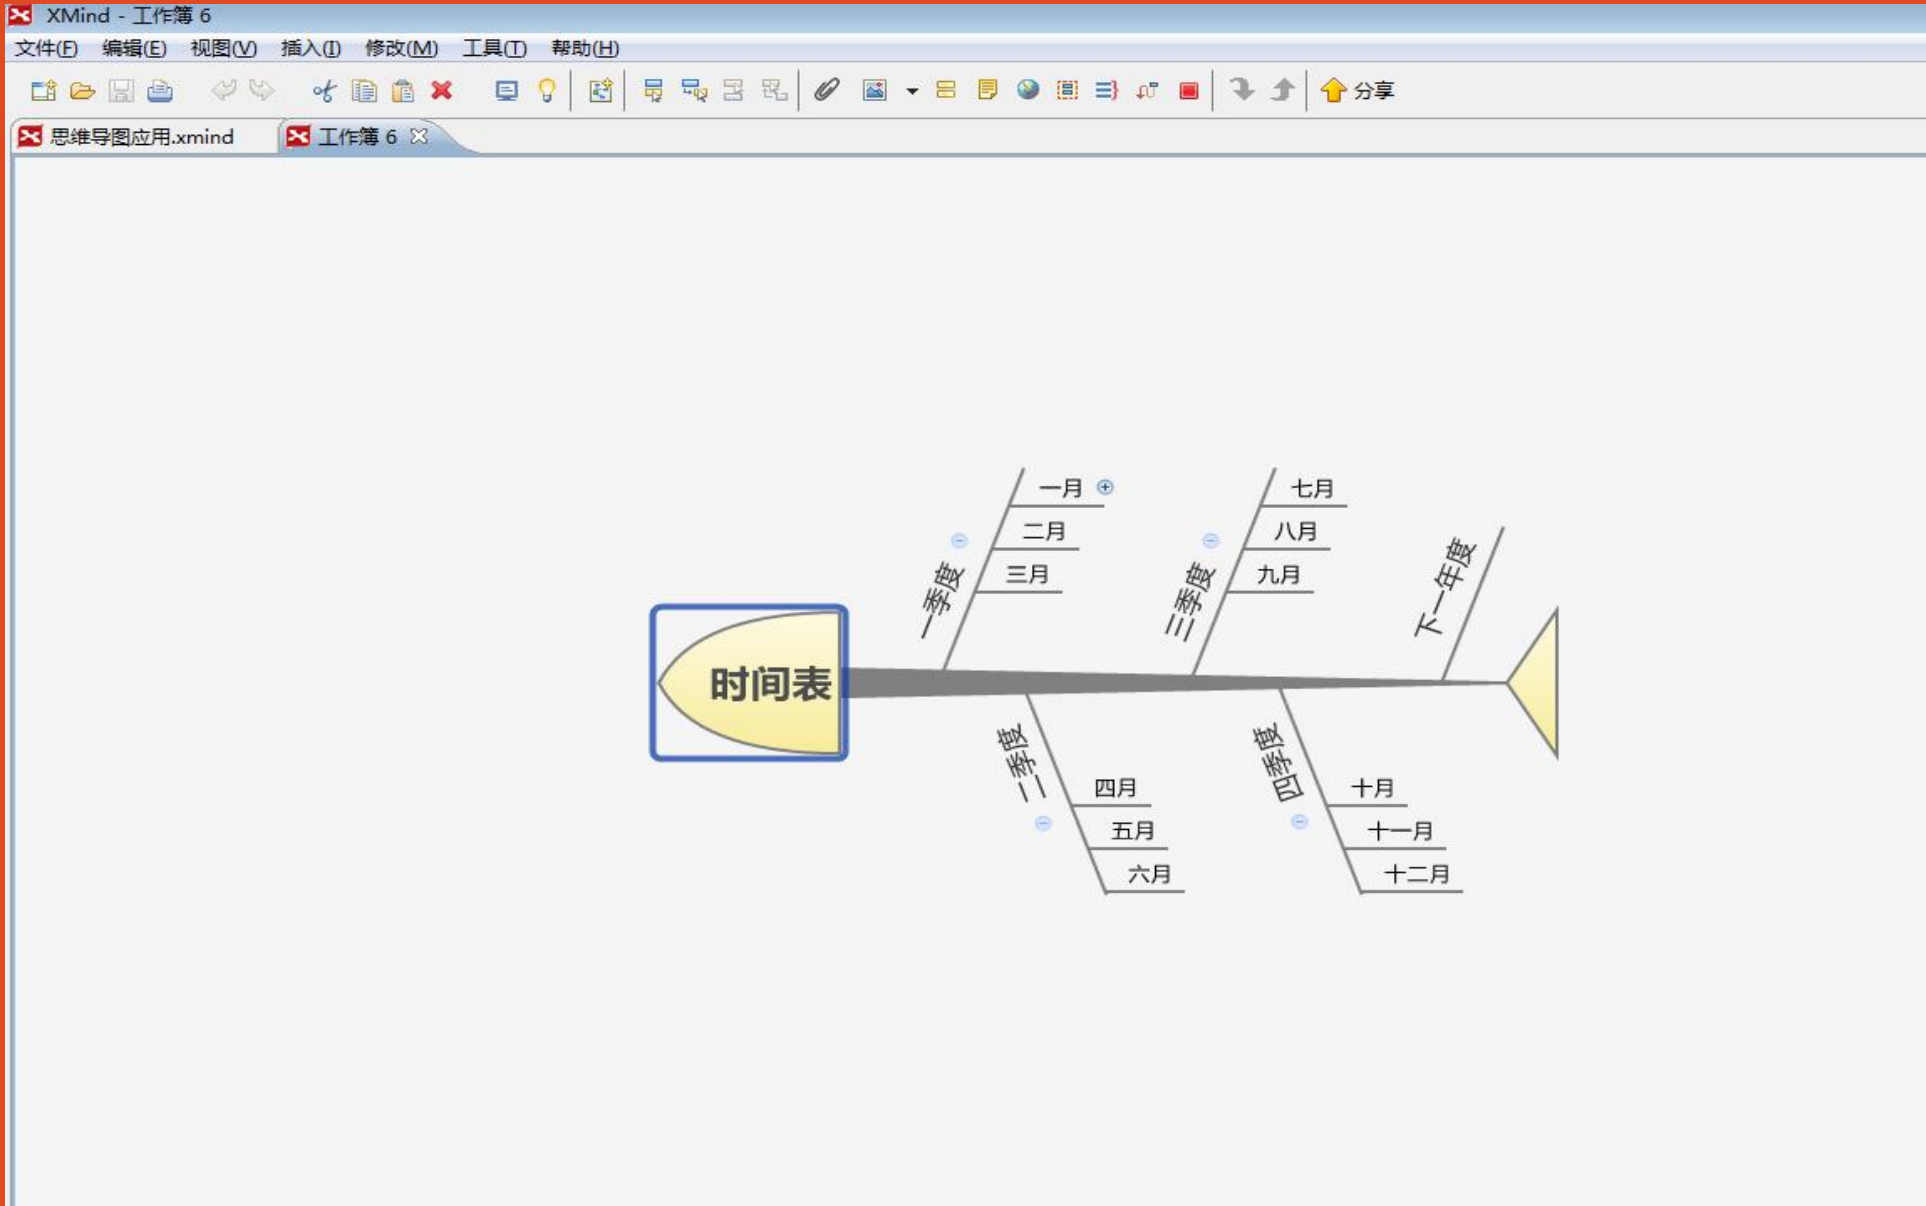 XMind - 工作簿 6
文件(F) 编辑(E) 视图(V) 插入(I) 修改(M) 工具(T) 帮助(H)
分享
思维导图应用.xmind 工作簿 6
时间表
一季度
一月
二月
三月
三季度
七月
八月
九月
下一年度
二季度
四月
五月
六月
四季度
十月
十一月
十二月